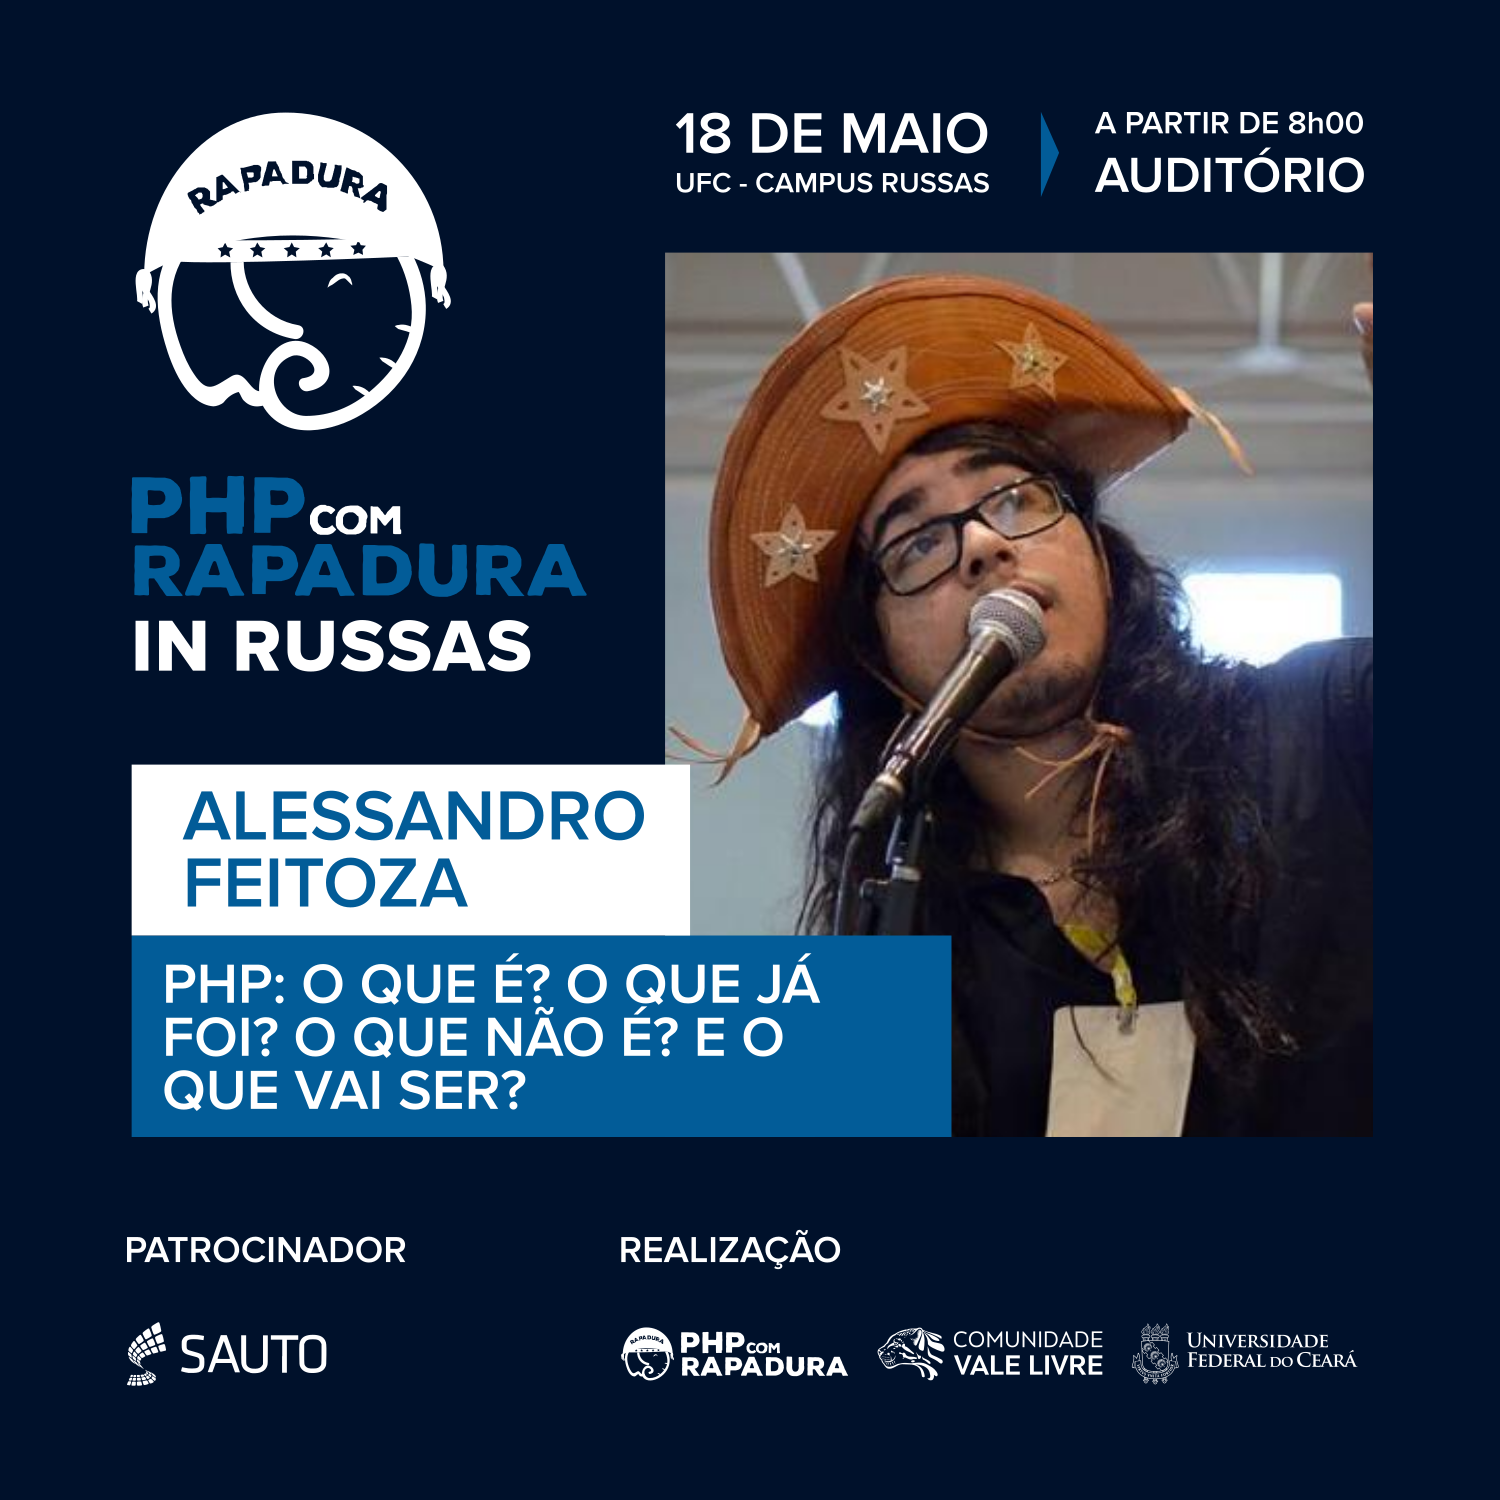 RAPADURA
18 DE MAIO
UFC - CAMPUS RUSSAS
A PARTIR DE 8h00
AUDITÓRIO
PHP COM
RAPADURA
IN RUSSAS
ALESSANDRO
FEITOZA
PHP: O QUE É? O QUE JÁ
FOI? O QUE NÃO É? E O
QUE VAI SER?
PATROCINADOR
REALIZAÇÃO
SAUTO
RAPADURA
PHP COM
RAPADURA
COMUNIDADE
VALE LIVRE
UNIVERSIDADE
FEDERAL DO CEARÁ